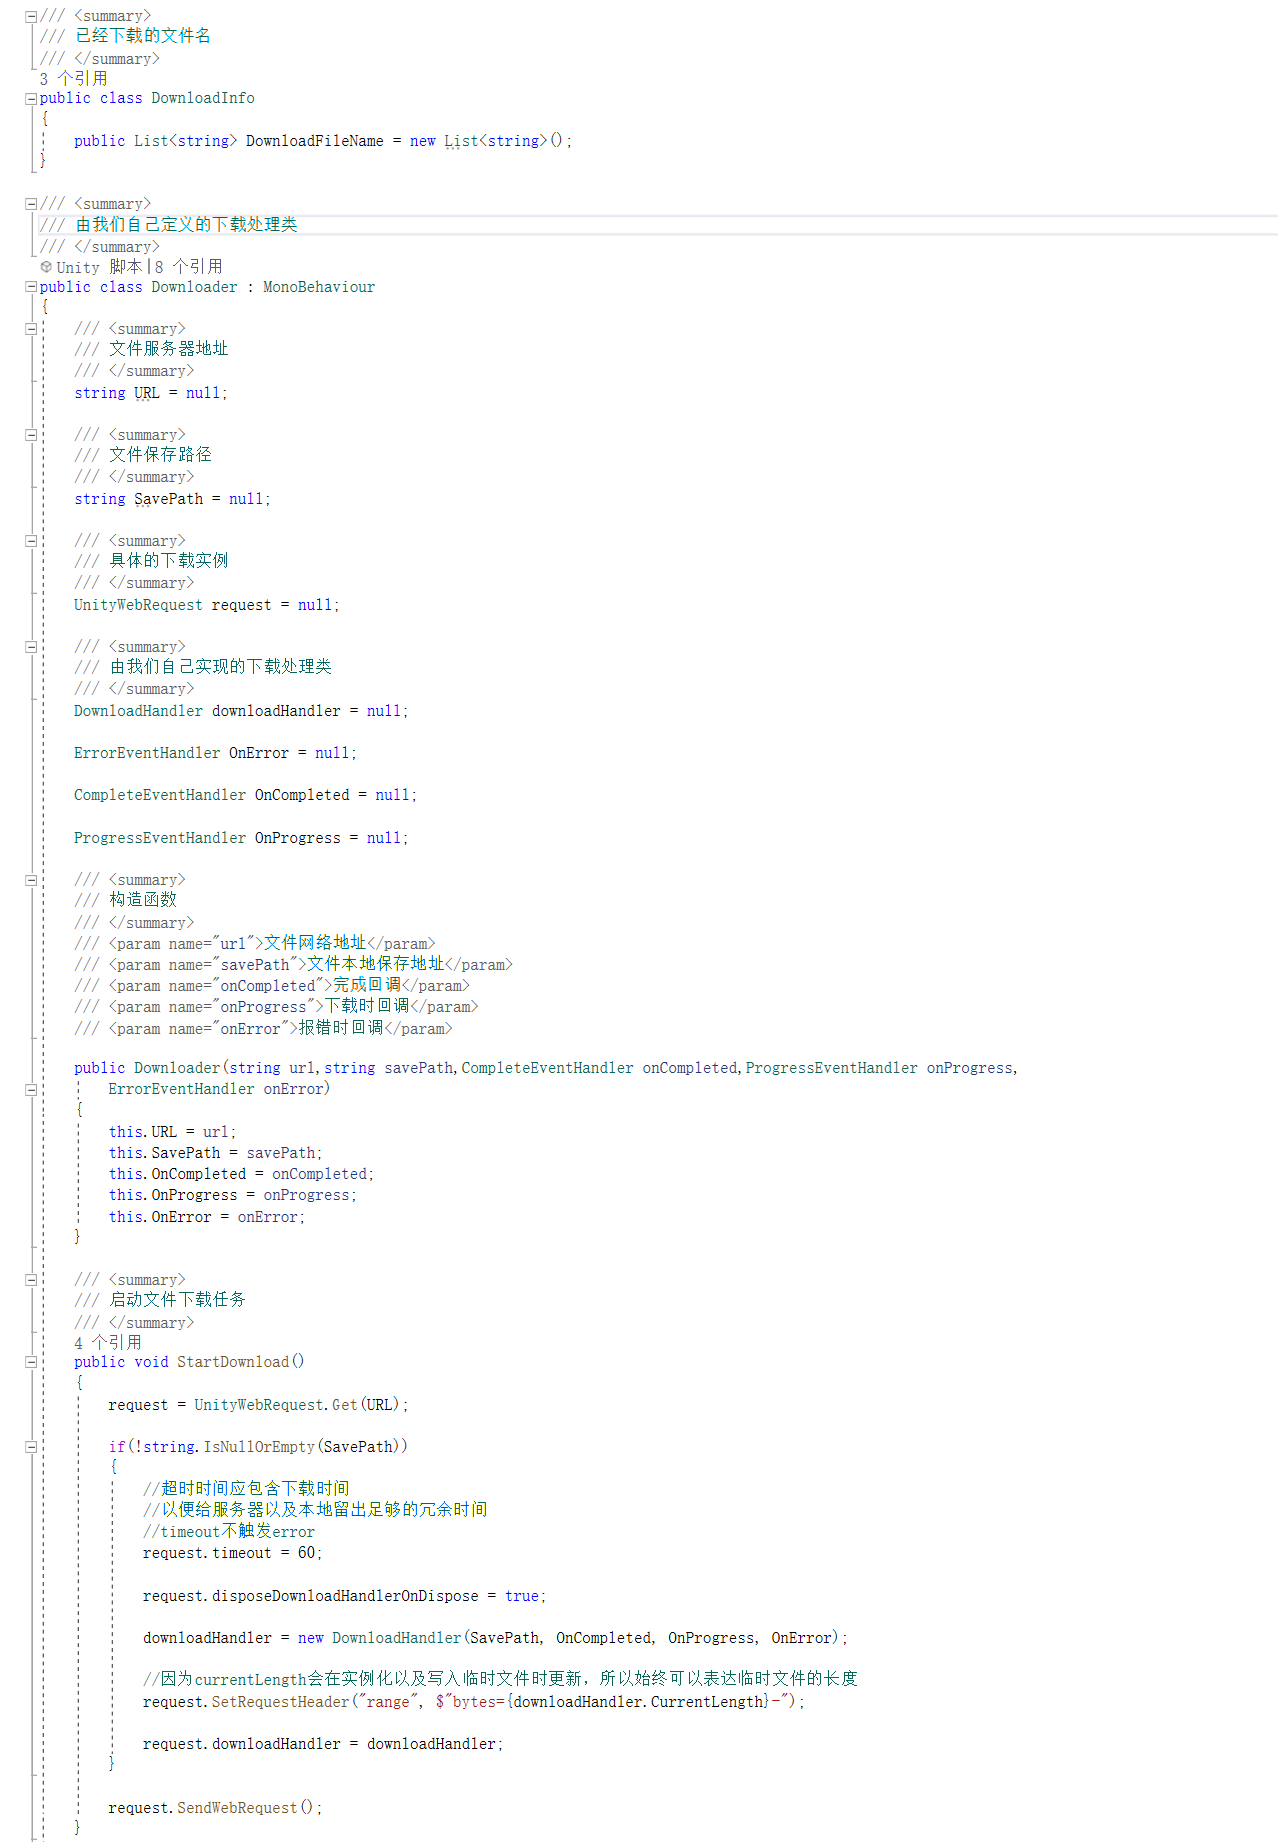 /// <summary>
/// 已经下载的文件名
/// </summary>
3 个引用
public class DownloadInfo
{
public List<string> DownloadFileName = new List<string>();
}
/// <summary>
/// 由我们自己定义的下载处理类
/// </summary>
Unity 脚本|8 个引用
public class Downloader : MonoBehaviour
{
/// <summary>
/// 文件服务器地址
/// </summary>
string URL = null;
/// <summary>
/// 文件保存路径
/// </summary>
string SavePath = null;
/// <summary>
/// 具体的下载实例
/// </summary>
UnityWebRequest request = null;
/// <summary>
/// 由我们自己实现的下载处理类
/// </summary>
DownloadHandler downloadHandler = null;
ErrorEventHandler OnError = null;
CompleteEventHandler OnCompleted = null;
ProgressEventHandler OnProgress = null;
/// <summary>
/// 构造函数
/// </summary>
/// <param name="url">文件网络地址</param>
/// <param name="savePath">文件本地保存地址</param>
/// <param name="onCompleted">完成回调</param>
/// <param name="onProgress">下载时回调</param>
/// <param name="onError">报错时回调</param>
public Downloader(string url,string savePath,CompleteEventHandler onCompleted,ProgressEventHandler onProgress,
ErrorEventHandler onError)
{
this.URL = url;
this.SavePath = savePath;
this.OnCompleted = onCompleted;
this.OnProgress = onProgress;
this.OnError = onError;
}
/// <summary>
/// 启动文件下载任务
/// </summary>
4 个引用
public void StartDownload()
{
request = UnityWebRequest.Get(URL);
if(!string.IsNullOrEmpty(SavePath))
{
//超时时间应包含下载时间
//以便给服务器以及本地留出足够的冗余时间
//timeout不触发error
request.timeout = 60;
request.disposeDownloadHandlerOnDispose = true;
downloadHandler = new DownloadHandler(SavePath, OnCompleted, OnProgress, OnError);
//因为currentLength会在实例化以及写入临时文件时更新，所以始终可以表达临时文件的长度
request.SetRequestHeader("range", $"bytes={downloadHandler.CurrentLength}-");
request.downloadHandler = downloadHandler;
}
request.SendWebRequest();
}